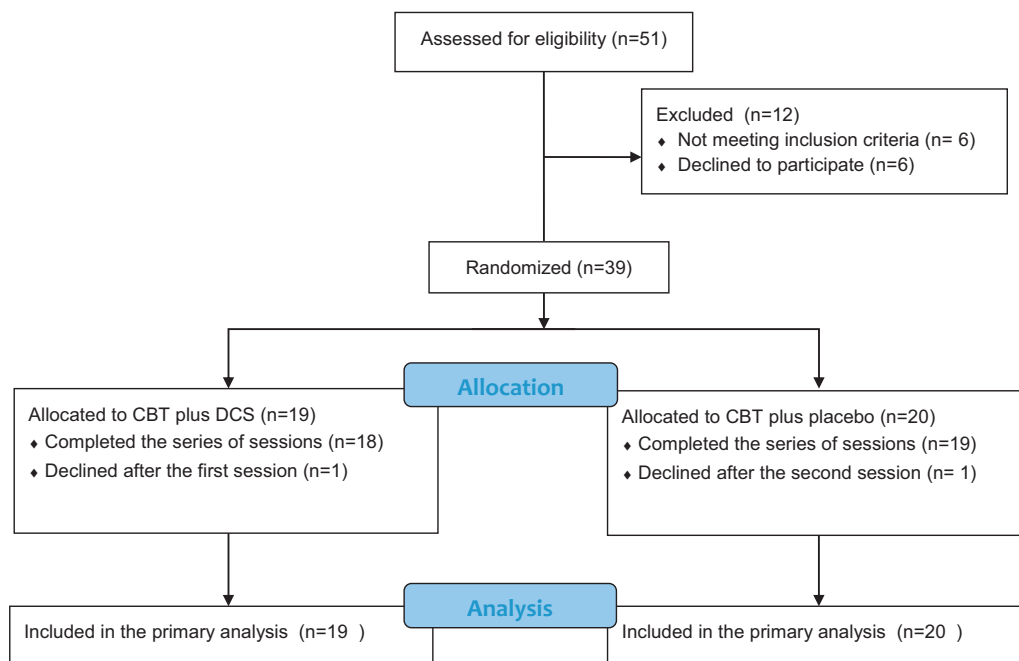 Assessed for eligibility (n=51)
Excluded  (n=12)
♦ Not meeting inclusion criteria (n= 6)
♦ Declined to participate (n=6)
Randomized (n=39)
Allocation
Allocated to CBT plus DCS (n=19)
♦ Completed the series of sessions (n=18)
♦ Declined after the first session (n=1)
Allocated to CBT plus placebo (n=20)
♦ Completed the series of sessions (n=19)
♦ Declined after the second session (n= 1)
Analysis
Included in the primary analysis  (n=19  )
Included in the primary analysis  (n=20  )